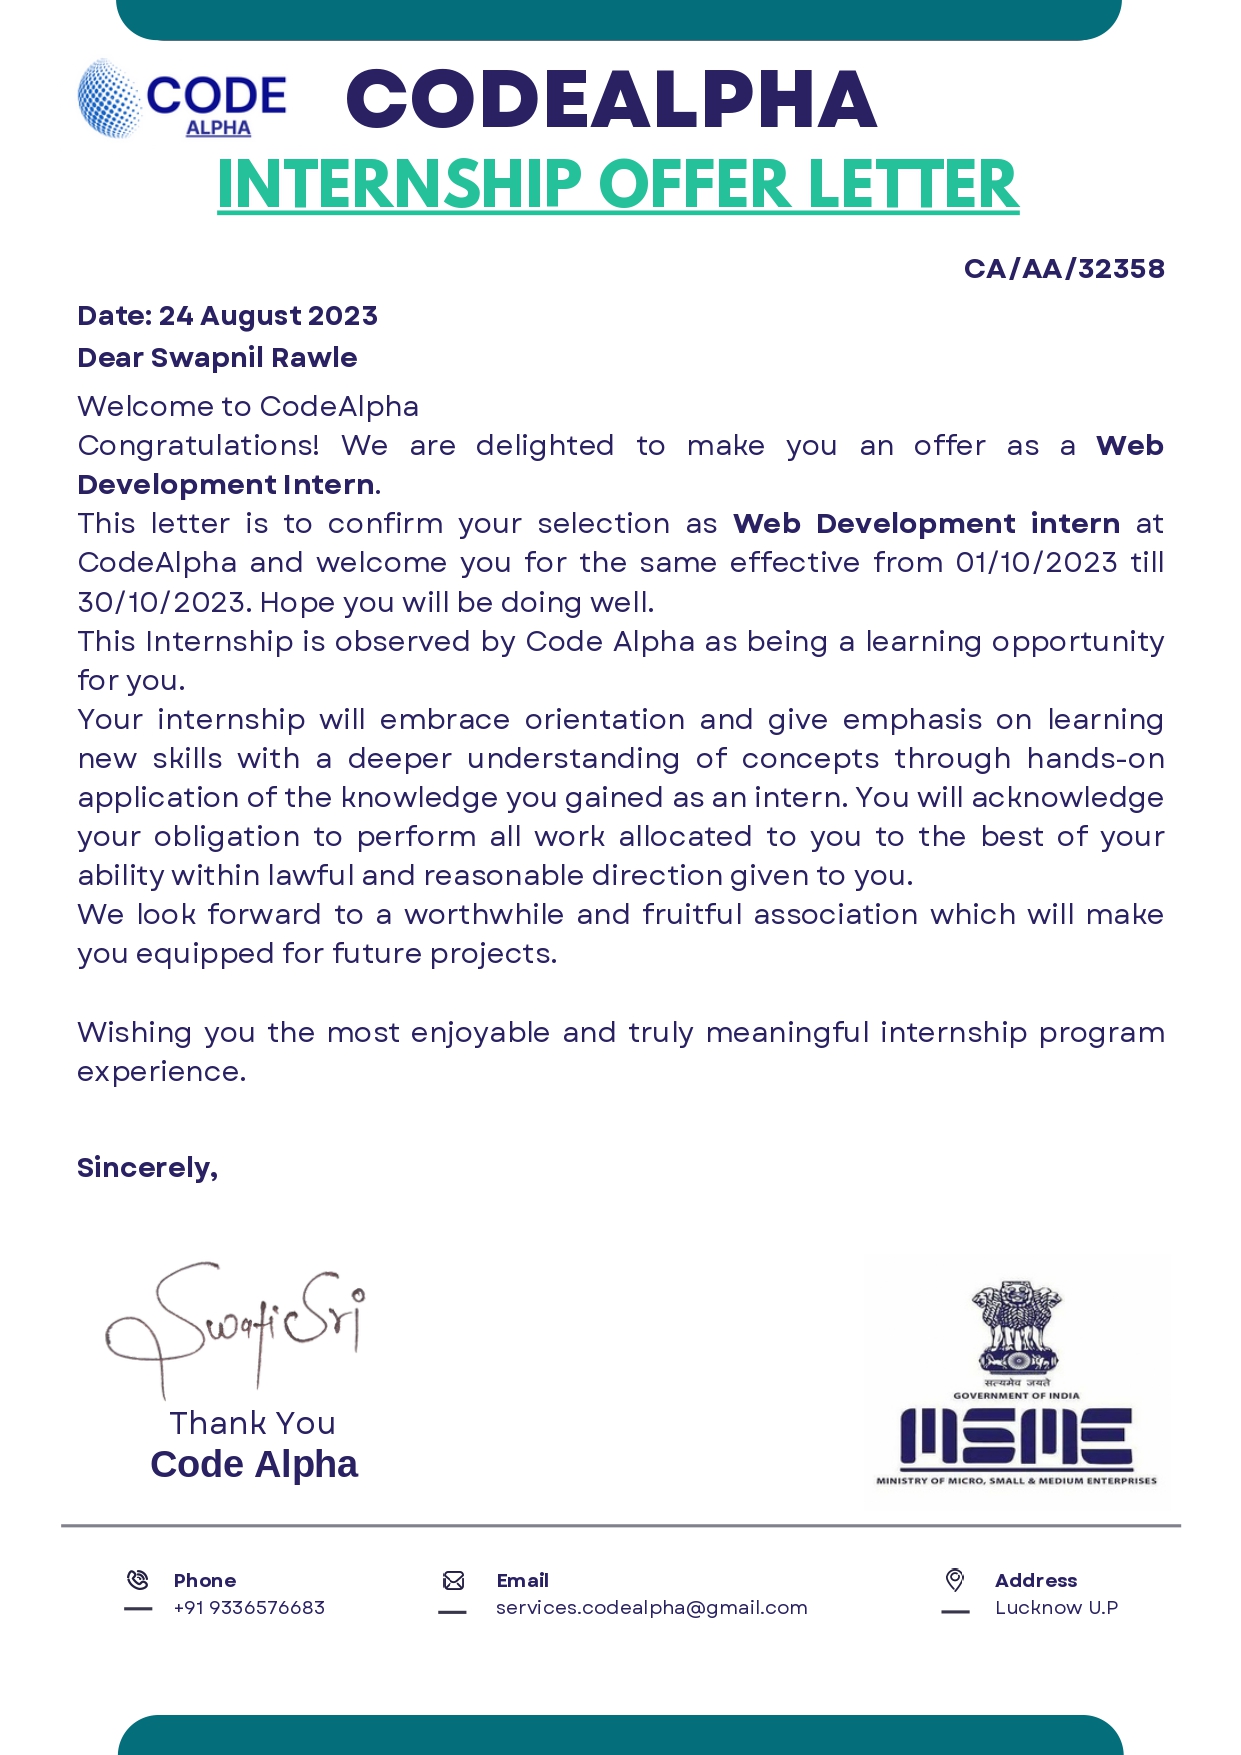 CODE
ALPHA
CODEALPHA
INTERNSHIP OFFER LETTER
CA/AA/32358
Date: 24 August 2023
Dear Swapnil Rawle
Welcome to CodeAlpha
Congratulations! We are delighted to make you an offer as a Web
Development Intern.
This letter is to confirm your selection as Web Development intern at
CodeAlpha and welcome you for the same effective from 01/10/2023 till
30/10/2023. Hope you will be doing well.
This Internship is observed by Code Alpha as being a learning opportunity
for you.
Your internship will embrace orientation and give emphasis on learning
new skills with a deeper understanding of concepts through hands-on
application of the knowledge you gained as an intern. You will acknowledge
your obligation to perform all work allocated to you to the best of your
ability within lawful and reasonable direction given to you.
We look forward to a worthwhile and fruitful association which will make
you equipped for future projects.
Wishing you the most enjoyable and truly meaningful internship program
experience.
Sincerely,
Swati Sri
Thank You
Code Alpha
सत्यमेव जयते
GOVERNMENT OF INDIA
MSME
MINISTRY OF MICRO, SMALL & MEDIUM ENTERPRISES
Phone
+91 9336576683
Email
services.codealpha@gmail.com
Address
Lucknow U.P